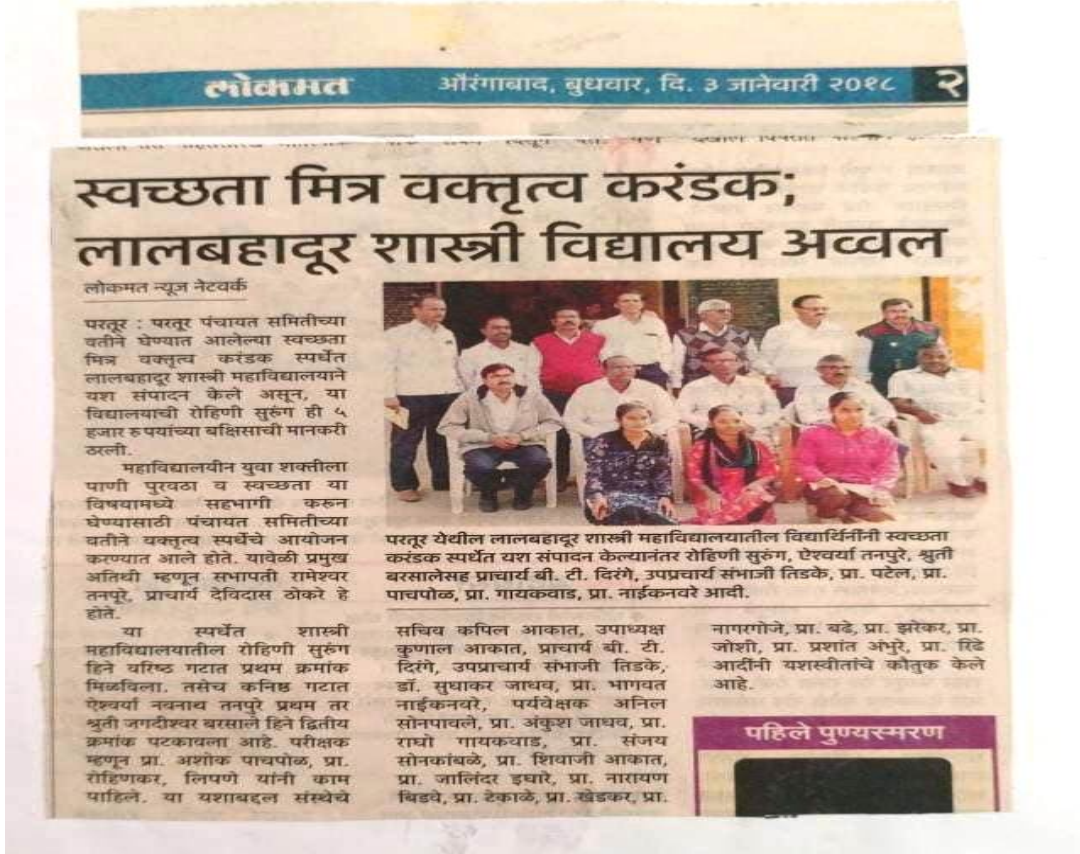 लोकमत औरंगाबाद, बुधवार, दि. ३ जानेवारी २०१८ २
स्वच्छता मित्र वक्तृत्व करंडक;
लालबहादूर शास्त्री विद्यालय अव्वल
लोकमत न्यूज नेटवर्क
परतूर : परतूर पंचायत समितीच्या
वतीने घेण्यात आलेल्या स्वच्छता
मित्र वक्तृत्व करंडक स्पर्धेत
लालबहादूर शास्त्री महाविद्यालयाने
यश संपादन केले असून, या
विद्यालयाची रोहिणी सुरुंग ही ५
हजार रुपयांच्या बक्षिसाची मानकरी
ठरली.
महाविद्यालयीन युवा शक्तीला
पाणी पुरवठा व स्वच्छता या
विषयामध्ये सहभागी करून
घेण्यासाठी पंचायत समितीच्या
वतीने वक्तृत्व स्पर्धेचे आयोजन
करण्यात आले होते. यावेळी प्रमुख
अतिथी म्हणून सभापती रामेश्वर
तनपूरे, प्राचार्य देविदास ठोकरे हे
होते.
या स्पर्धेत शास्त्री
महाविद्यालयातील रोहिणी सुरुंग
हिने वरिष्ठ गटात प्रथम क्रमांक
मिळविला. तसेच कनिष्ठ गटात
ऐश्वर्या नवनाथ तनपुरे प्रथम तर
श्रुती जगदीश्वर बरसाले हिने द्वितीय
क्रमांक पटकावला आहे. परीक्षक
म्हणून प्रा. अशोक पाचपोळ, प्रा.
रोहिणकर, लिपणे यांनी काम
पाहिले. या यशाबद्दल संस्थेचे
परतूर येथील लालबहादूर शास्त्री महाविद्यालयातील विद्यार्थिनींनी स्वच्छता
करंडक स्पर्धेत यश संपादन केल्यानंतर रोहिणी सुरुंग, ऐश्वर्या तनपुरे, श्रुती
बरसालेसह प्राचार्य बी. टी. दिरंगे, उपप्रचार्य संभाजी तिडके, प्रा. पटेल, प्रा.
पाचपोळ, प्रा. गायकवाड, प्रा. नाईकनवरे आदी.
सचिव कपिल आकात, उपाध्यक्ष
कुणाल आकात, प्राचार्य बी. टी.
दिरंगे, उपप्राचार्य संभाजी तिडके,
डॉ. सुधाकर जाधव, प्रा. भागवत
नाईकनवरे, पर्यवेक्षक अनिल
सोनपावले, प्रा. अंकुश जाघव, प्रा.
राघो गायकवाड, प्रा. संजय
सोनकांबळे, प्रा. शिवाजी आकात,
प्रा. जालिंदर इघारे, प्रा. नारायण
बिडवे, प्रा. टेकाळे, प्रा. खेडकर, प्रा.
नागरगोजे, प्रा. बढे, प्रा. झरेकर, प्रा.
जोशी, प्रा. प्रशांत अंभुरे, प्रा. रिंढे
आदींनी यशस्वीतांचे कौतुक केले
आहे.
पहिले पुण्यस्मरण